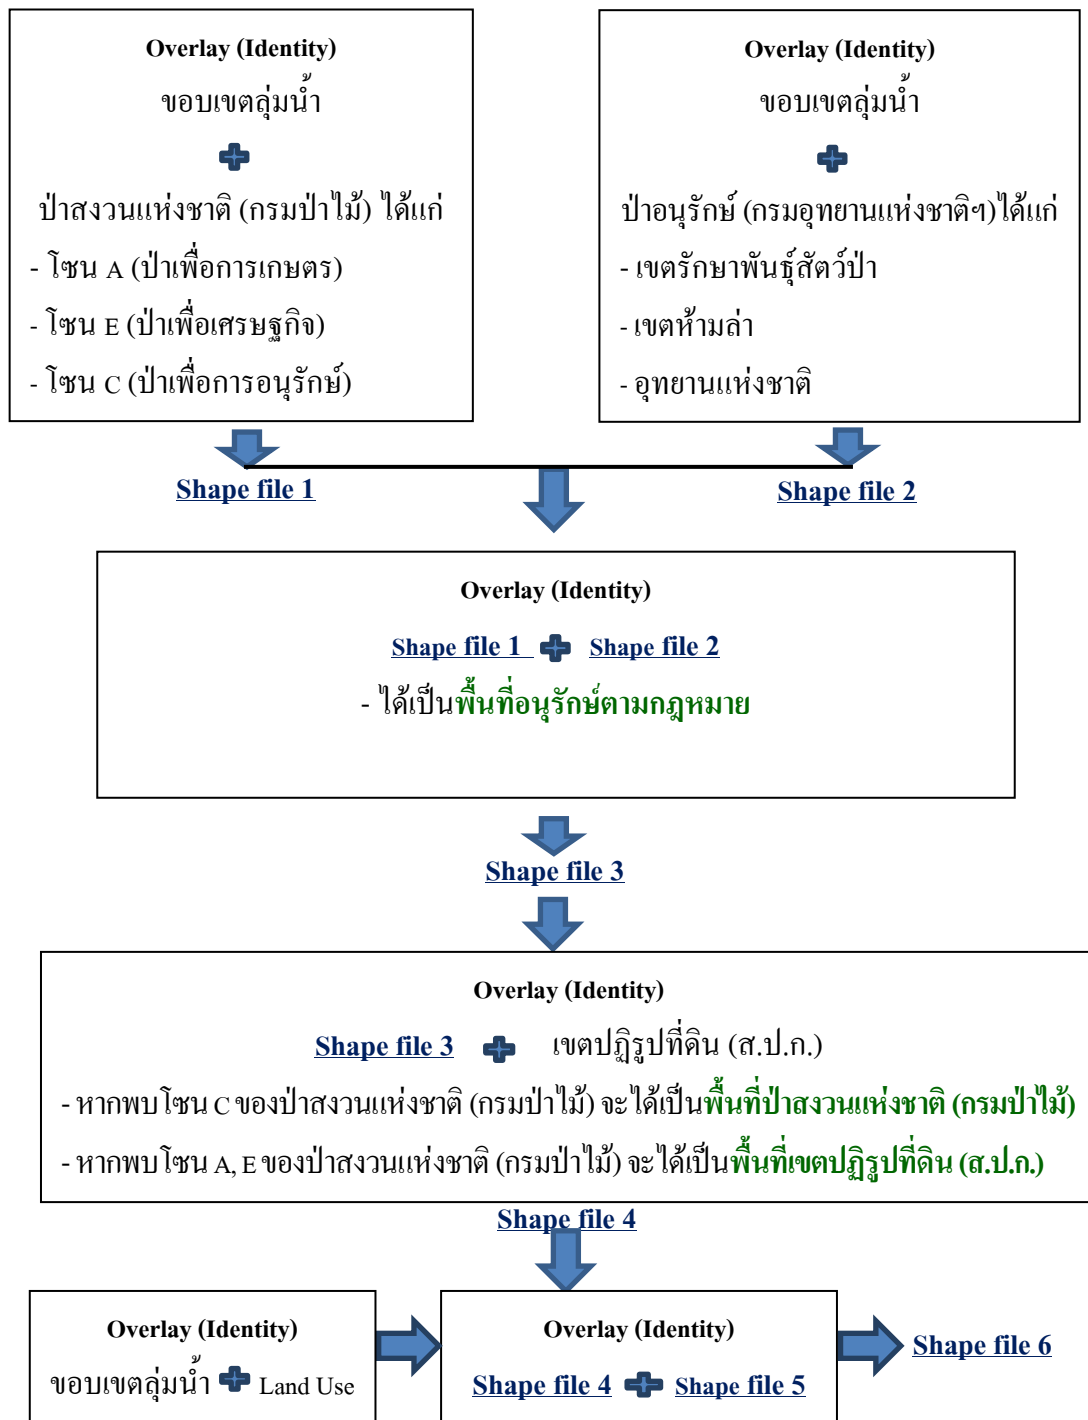 Overlay (Identity)
ขอบเขตลุ่มน้ำ
ป่าสงวนแห่งชาติ (กรมป่าไม้) ได้แก่
- โซน A (ป่าเพื่อการเกษตร)
- โซน E (ป่าเพื่อเศรษฐกิจ)
- โซน C (ป่าเพื่อการอนุรักษ์)
Overlay (Identity)
ขอบเขตลุ่มน้ำ
ป่าอนุรักษ์ (กรมอุทยานแห่งชาติฯ)ได้แก่
- เขตรักษาพันธุ์สัตว์ป่า
- เขตห้ามล่า
- อุทยานแห่งชาติ
Shape file 1
Shape file 2
Overlay (Identity)
Shape file 1 Shape file 2
- ได้เป็นพื้นที่อนุรักษ์ตามกฎหมาย
Shape file 3
Overlay (Identity)
Shape file 3 เขตปฏิรูปที่ดิน (ส.ป.ก.)
- หากพบโซน C ของป่าสงวนแห่งชาติ (กรมป่าไม้) จะได้เป็นพื้นที่ป่าสงวนแห่งชาติ (กรมป่าไม้)
- หากพบโซน A, E ของป่าสงวนแห่งชาติ (กรมป่าไม้) จะได้เป็นพื้นที่เขตปฏิรูปที่ดิน (ส.ป.ก.)
Shape file 4
Overlay (Identity)
ขอบเขตลุ่มน้ำ Land Use
Overlay (Identity)
Shape file 4 Shape file 5
Shape file 6